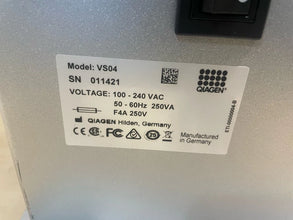 Model: VS04
SN 011421
QIAGEN
VOLTAGE: 100 - 240 VAC
50 - 60Hz 250VA
F4A 250V
QIAGEN Hilden, Germany
Manufactured
in Germany